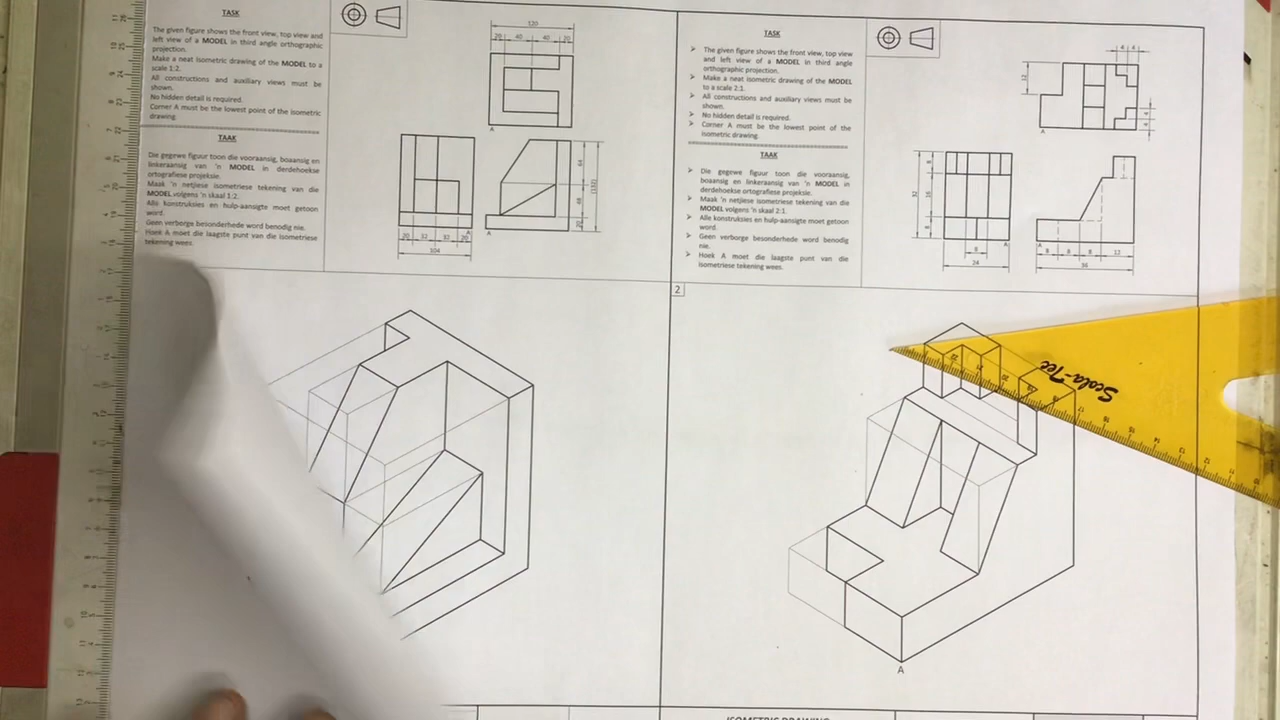 TASK
The given figure shows the front view, top view and
left view of a MODEL in third angle orthographic
projection.
Make a neat isometric drawing of the MODEL to a
scale 1:2.
All constructions and auxiliary views must be
shown.
No hidden detail is required.
Corner A must be the lowest point of the isometric
drawing.
TAAK
Die gegewe figuur toon die vooraansig, boaansig en
linkeraansig van 'n MODEL in derdehoekse
ortografiese projeksie.
Maak 'n netjiese isometriese tekening van die
MODEL volgens 'n skaal 1:2.
Alle konstruksies en hulp-aansigte moet getoon
word.
Geen verborge besonderhede word benodig nie.
Hoek A moet die laagste punt van die isometriese
tekening wees.
120
20 40 40 20
A
20 32 32 20
A
104
A
64
48
20
(132)
TASK
The given figure shows the front view, top view
and left view of a MODEL in third angle
orthographic projection.
Make a neat isometric drawing of the MODEL
to a scale 2:1.
All constructions and auxiliary views must be
shown.
No hidden detail is required.
Corner A must be the lowest point of the
isometric drawing.
TAAK
Die gegewe figuur toon die vooraansig,
boaansig en linkeraansig van 'n MODEL in
derdehoekse ortografiese projeksie.
Maak 'n netjiese isometriese tekening van die
MODEL volgens 'n skaal 2:1.
Alle konstruksies en hulp-aansigte moet getoon
word.
Geen verborge besonderhede word benodig
nie.
Hoek A moet die laagste punt van die
isometriese tekening wees.
4 4
12
4 4
A
8
16
32
8
8
A
24
A
8 8 8 12
36
2
Scala-Tee
A
ISOMETRIC DRAWING